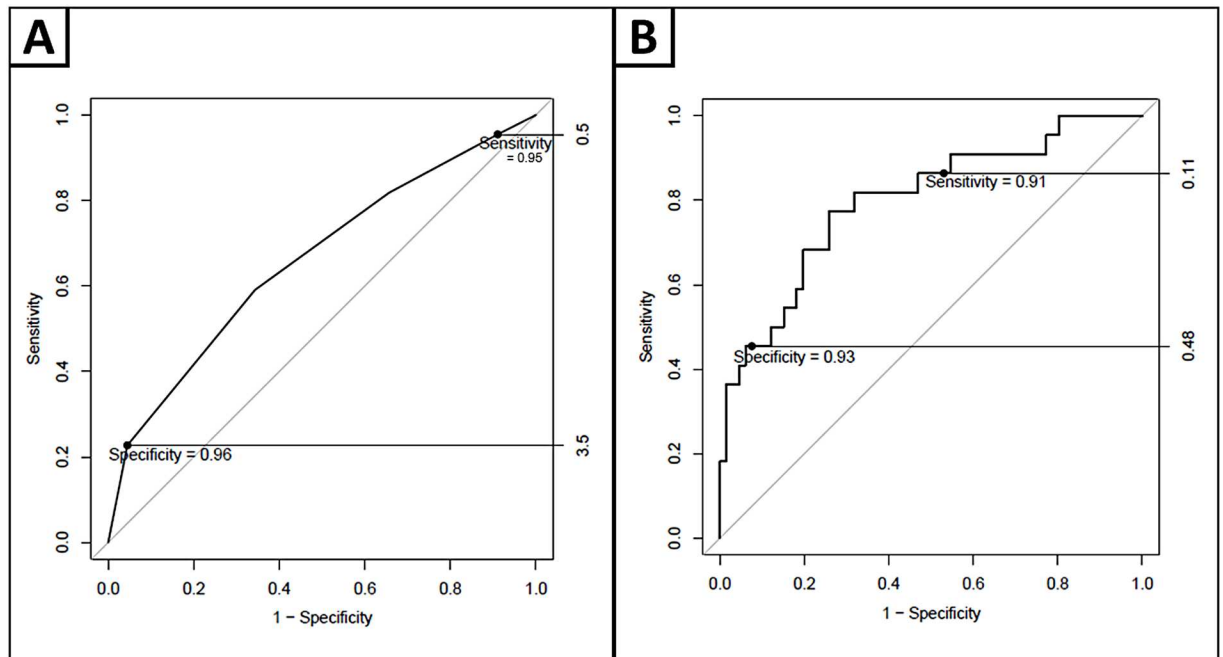 A
1.0
0.8
0.6
0.4
0.2
0.0
Sensitivity
Sensitivity
= 0.95
0.5
Specificity = 0.96
3.5
0.0 0.2 0.4 0.6 0.8 1.0
1 − Specificity
B
1.0
0.8
0.6
0.4
0.2
0.0
Sensitivity
Sensitivity = 0.91
0.11
Specificity = 0.93
0.48
0.0 0.2 0.4 0.6 0.8 1.0
1 − Specificity